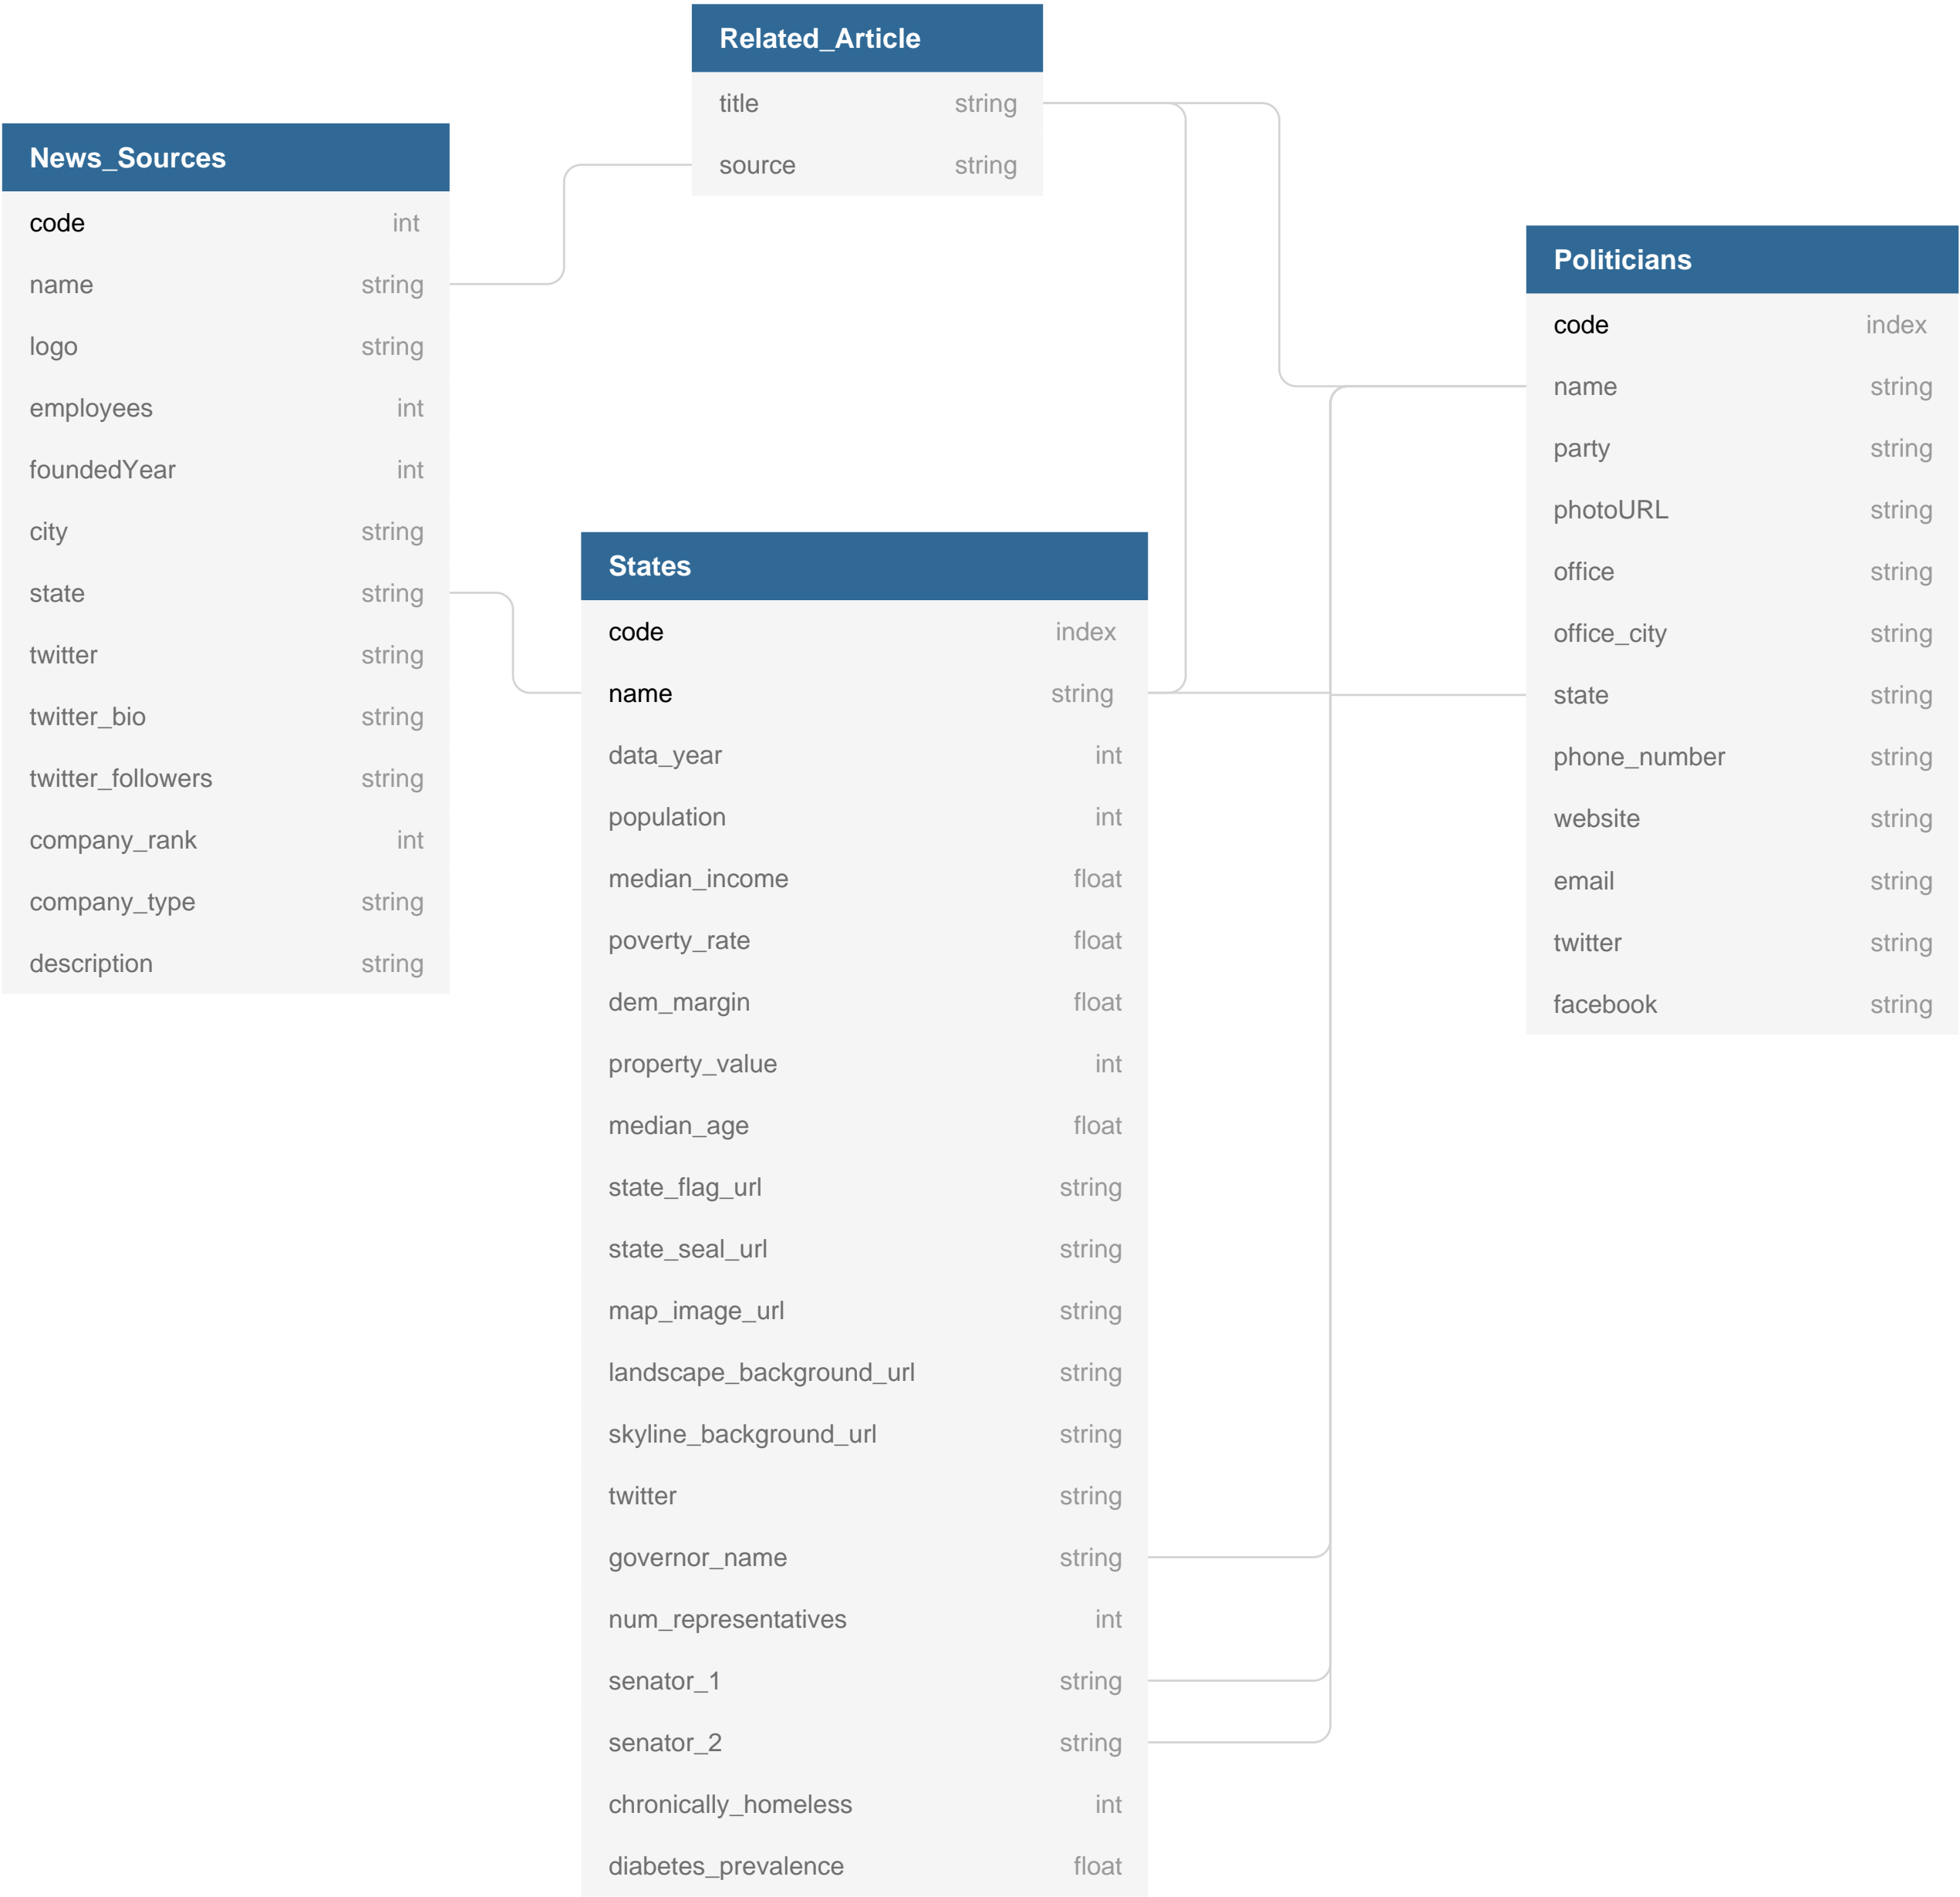 Related_Article
title string
source string
News_Sources
code int
name string
logo string
employees int
foundedYear int
city string
state string
twitter string
twitter_bio string
twitter_followers string
company_rank int
company_type string
description string
States
code index
name string
data_year int
population int
median_income float
poverty_rate float
dem_margin float
property_value int
median_age float
state_flag_url string
state_seal_url string
map_image_url string
landscape_background_url string
skyline_background_url string
twitter string
governor_name string
num_representatives int
senator_1 string
senator_2 string
chronically_homeless int
diabetes_prevalence float
Politicians
code index
name string
party string
photoURL string
office string
office_city string
state string
phone_number string
website string
email string
twitter string
facebook string